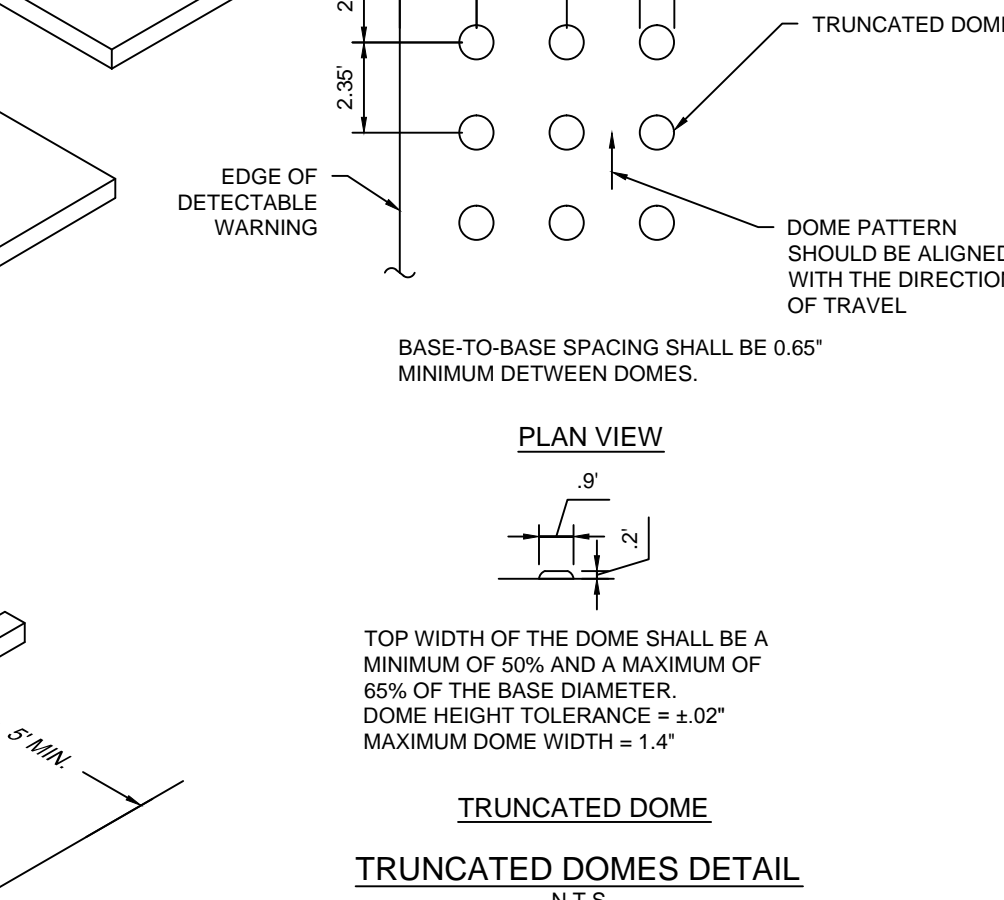 2.35'
TRUNCATED
EDGE OF
DETECTABLE
WARNING
DOME PATTERN
SHOULD BE ALIGNED
WITH THE DIRECTION
OF TRAVEL
BASE-TO-BASE SPACING SHALL BE 0.65"
MINIMUM DETWEEN DOMES.
PLAN VIEW
.9'
.2'
TOP WIDTH OF THE DOME SHALL BE A
MINIMUM OF 50% AND A MAXIMUM OF
65% OF THE BASE DIAMETER.
DOME HEIGHT TOLERANCE = ±.02"
MAXIMUM DOME WIDTH = 1.4"
5' MIN.
TRUNCATED DOME
TRUNCATED DOMES DETAIL
N.T.S.